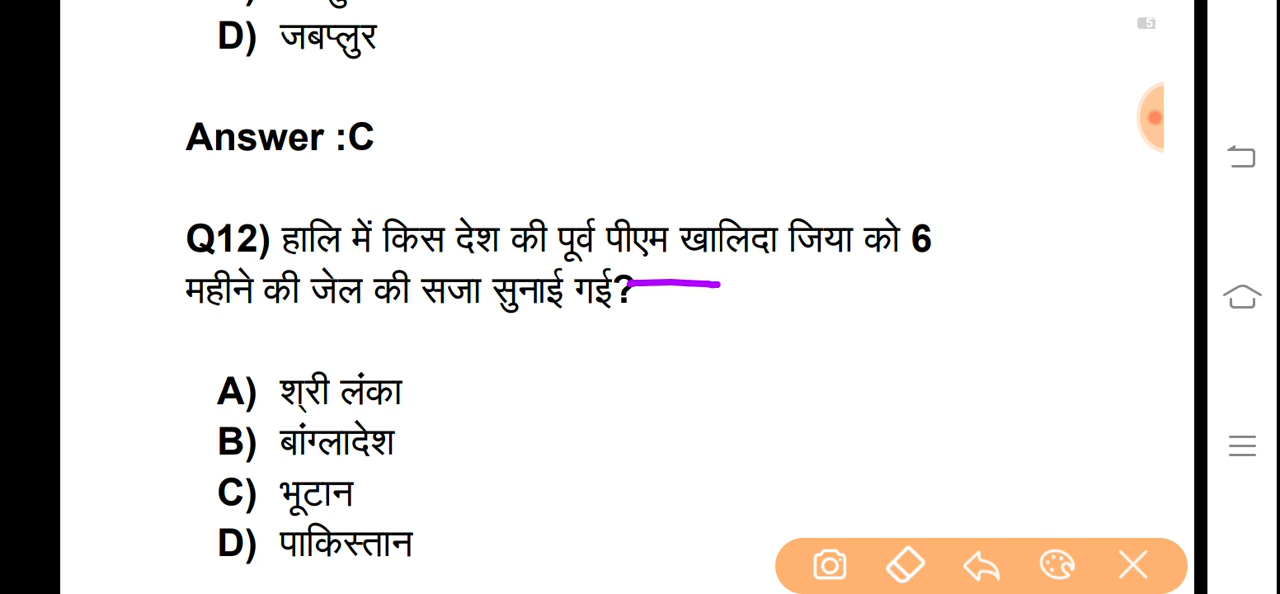 D) जबप्लुर
Answer :C
Q12) हालि में किस देश की पूर्व पीएम खालिदा जिया को 6
महीने की जेल की सजा सुनाई गई?
A) श्री लंका
B) बांग्लादेश
C) भूटान
D) पाकिस्तान